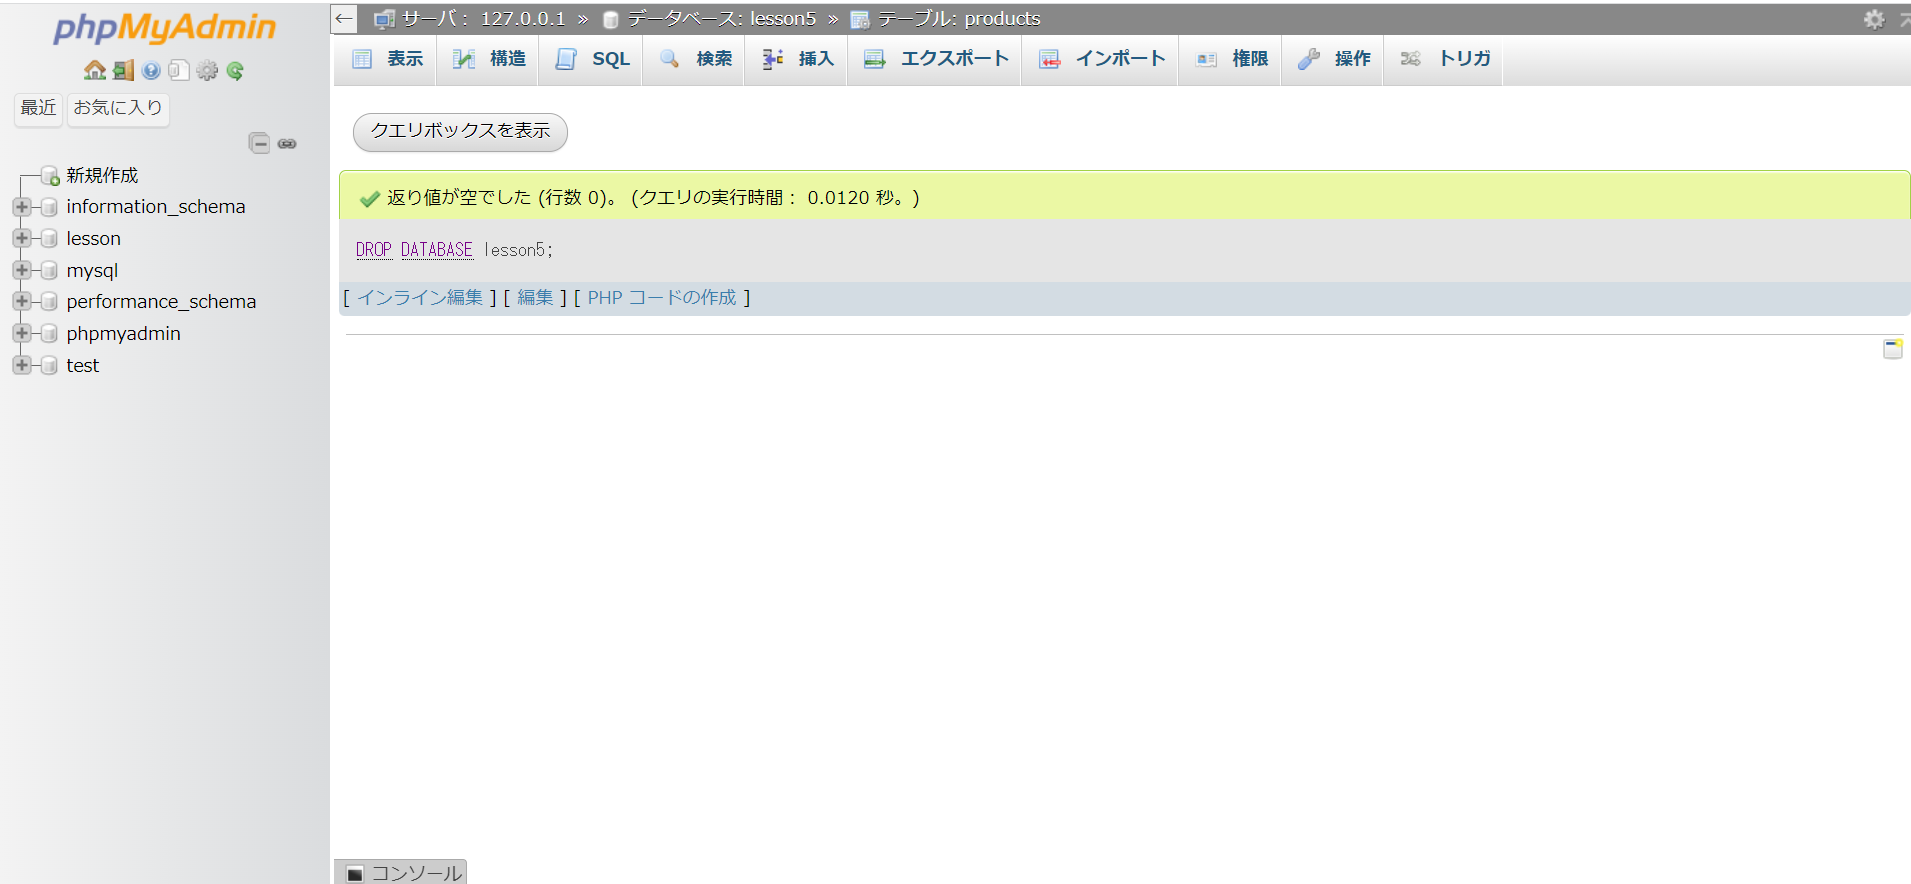 phpMyAdmin
最近 お気に入り
新規作成
information_schema
lesson
mysql
performance_schema
phpmyadmin
test
← サーバ： 127.0.0.1 » データベース: lesson5 » テーブル: products
表示 構造 SQL 検索 挿入 エクスポート インポート 権限 操作 トリガ
クエリボックスを表示
返り値が空でした (行数 0)。 (クエリの実行時間： 0.0120 秒。)
DROP DATABASE lesson5;
[ インライン編集 ] [ 編集 ] [ PHP コードの作成 ]
コンソール